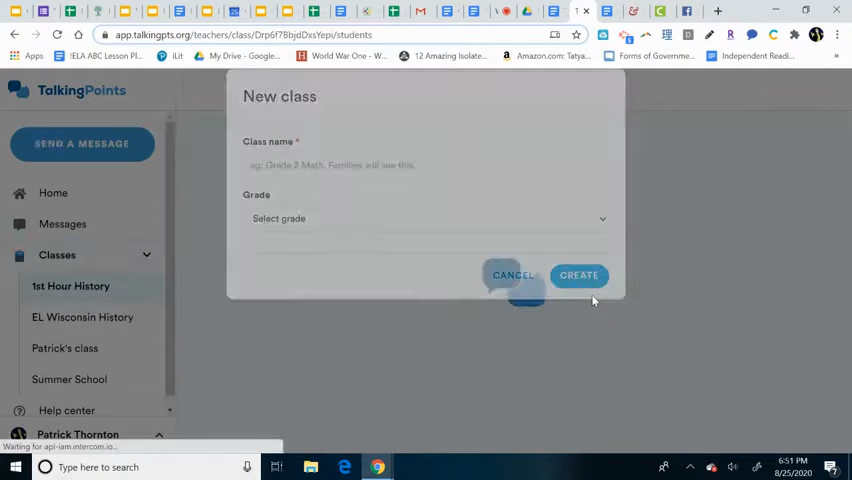 app.talkingpts.org/teachers/class/Drp6f7BbjdDxsYepi/students
Apps
!ELA ABC Lesson Pl...
iLit
My Drive - Google...
World War One - W...
12 Amazing Isolate...
Amazon.com: Tatya...
Forms of Governme...
Independent Readi...
TalkingPoints
SEND A MESSAGE
Home
Messages
Classes
1st Hour History
EL Wisconsin History
Patrick's class
Summer School
Help center
Patrick Thornton
New class
Class name *
eg: Grade 2 Math. Families will see this.
Grade
Select grade
CANCEL
CREATE
Waiting for api-iam.intercom.io...
Type here to search
6:51 PM
8/25/2020